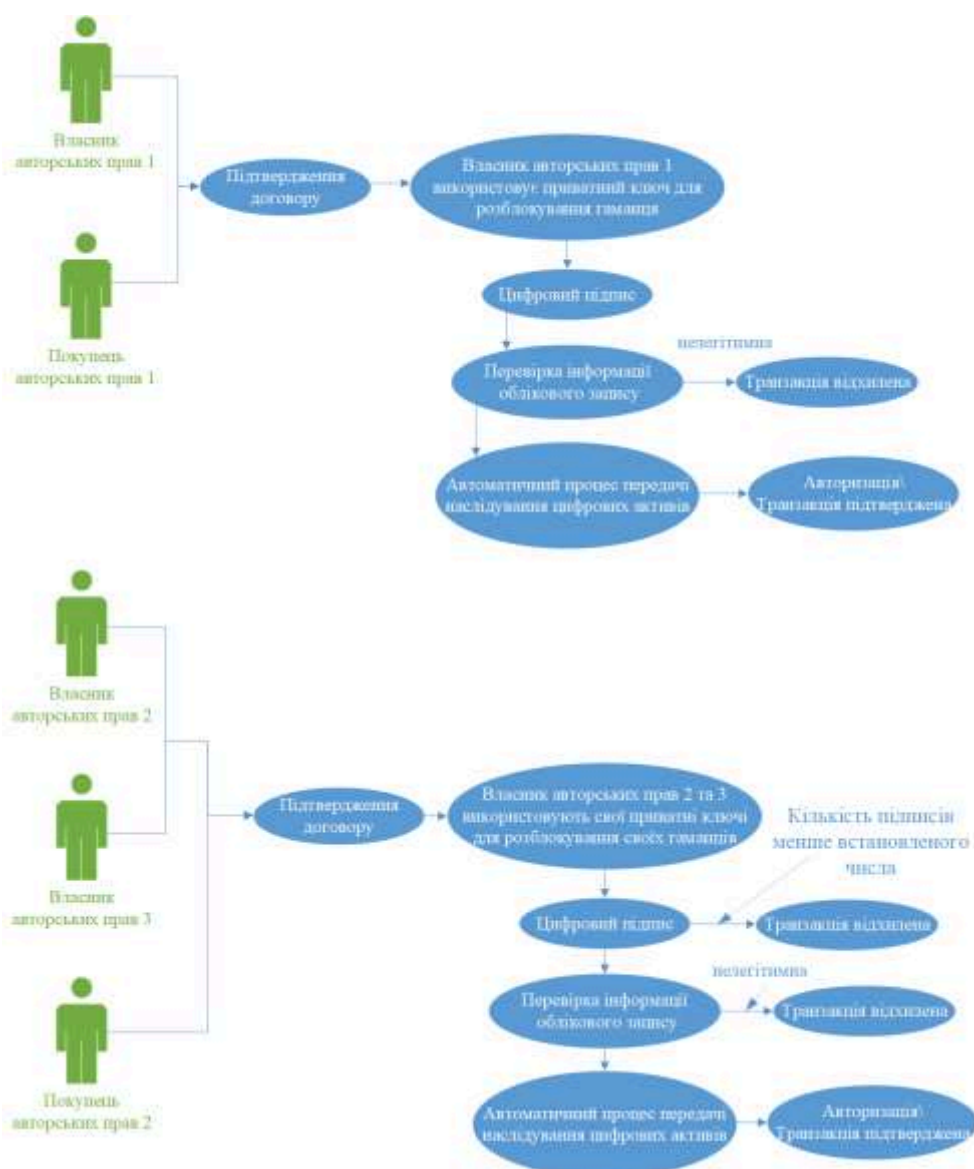 Власник
авторських прав 1
Підтвердження
договору
Власник авторських прав 1
використовує приватний ключ для
розблокування гаманця
Покупець
авторських прав 1
Цифровий підпис
нелегітимна
Перевірка інформації
облікового запису
Транзакція відхилена
Автоматичний процес передачі
наслідування цифрових активів
Авторизація\
Транзакція підтверджена
Власник
авторських прав 2
Власник
авторських прав 3
Підтвердження
договору
Власник авторських прав 2 та 3
використовують свої приватні ключі
для розблокування своїх гаманців
Кількість підписів
менше встановленого
числа
Цифровий підпис
Транзакція відхилена
нелегітимна
Перевірка інформації
облікового запису
Транзакція відхилена
Покупець
авторських прав 2
Автоматичний процес передачі
наслідування цифрових активів
Авторизація\
Транзакція підтверджена